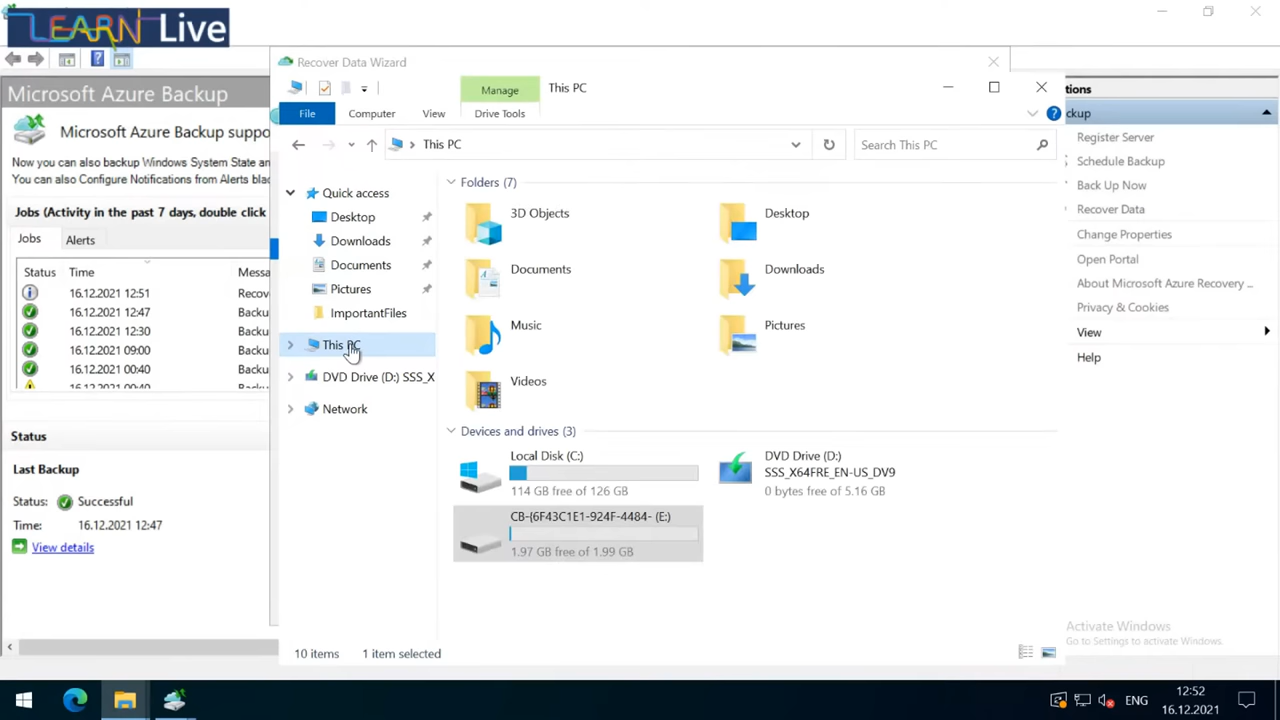 LEARN Live
Recover Data Wizard
Manage
This PC
File
Computer
View
Drive Tools
This PC
Search This PC
Microsoft Azure Backup
Microsoft Azure Backup suppo
Now you can also backup Windows System State an
You can also Configure Notifications from Alerts blac
Jobs (Activity in the past 7 days, double click
Jobs
Alerts
Status
Time
Messa
16.12.2021 12:51
Recov
16.12.2021 12:47
Backu
16.12.2021 12:30
Backu
16.12.2021 09:00
Backu
16.12.2021 00:40
Backu
16.12.2021 00:40
Backu
Status
Last Backup
Status:
Successful
Time:
16.12.2021 12:47
View details
Quick access
Desktop
Downloads
Documents
Pictures
ImportantFiles
This PC
DVD Drive (D:) SSS_X
Network
Folders (7)
3D Objects
Desktop
Documents
Downloads
Music
Pictures
Videos
Devices and drives (3)
Local Disk (C:)
114 GB free of 126 GB
DVD Drive (D:)
SSS_X64FRE_EN-US_DV9
0 bytes free of 5.16 GB
CB-{6F43C1E1-924F-4484- (E:)
1.97 GB free of 1.99 GB
10 items
1 item selected
tions
ckup
Register Server
Schedule Backup
Back Up Now
Recover Data
Change Properties
Open Portal
About Microsoft Azure Recovery ...
Privacy & Cookies
View
Help
Activate Windows
Go to Settings to activate Windows.
ENG
12:52
16.12.2021